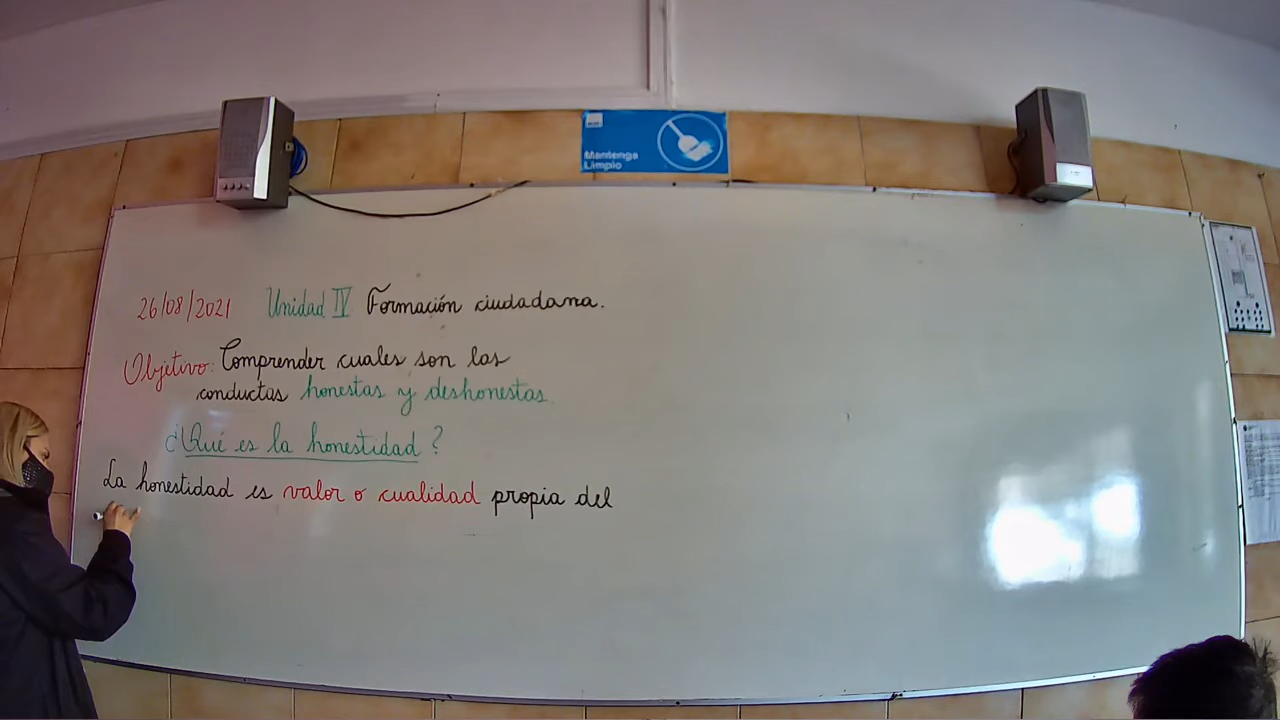 Mantenga
Limpio
26/08/2021 Unidad IV Formación ciudadana.
Objetivo: Comprender cuales son las
conductas honestas y deshonestas.
¿Qué es la honestidad?
La honestidad es valor o cualidad propia del